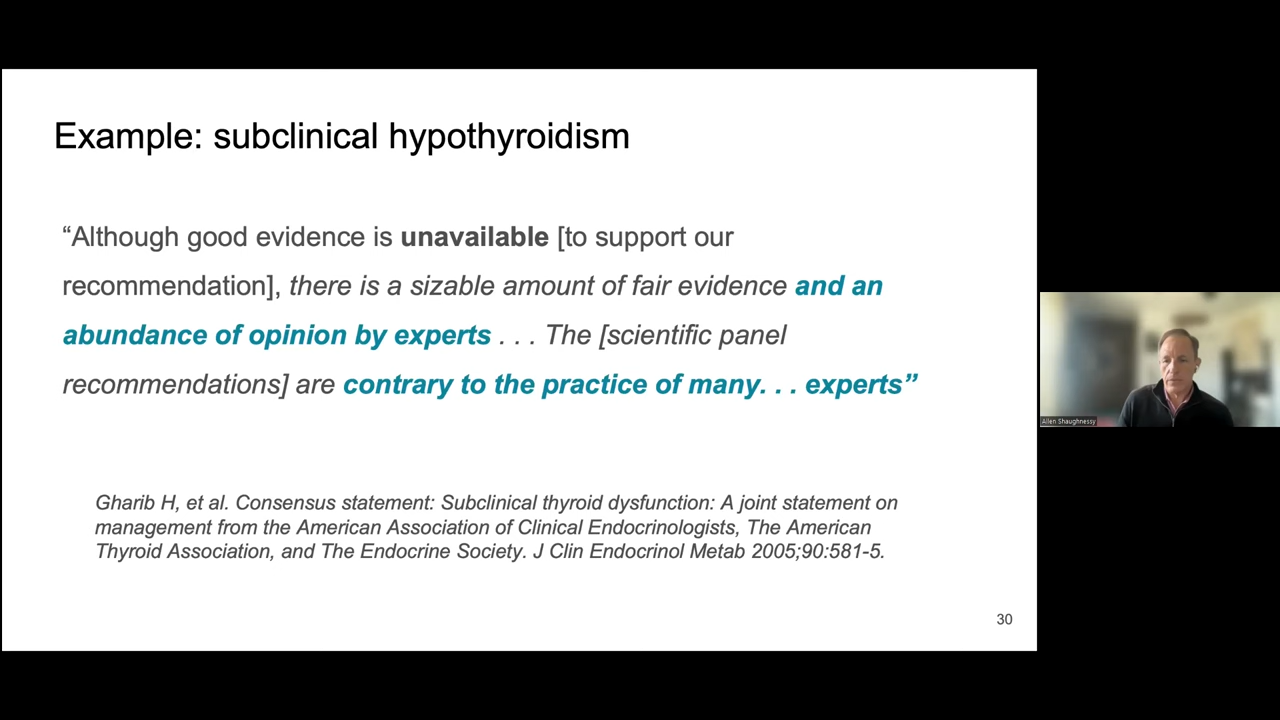 Example: subclinical hypothyroidism
“Although good evidence is unavailable [to support our
recommendation], there is a sizable amount of fair evidence and an
abundance of opinion by experts . . . The [scientific panel
recommendations] are contrary to the practice of many. . . experts”
Gharib H, et al. Consensus statement: Subclinical thyroid dysfunction: A joint statement on
management from the American Association of Clinical Endocrinologists, The American
Thyroid Association, and The Endocrine Society. J Clin Endocrinol Metab 2005;90:581-5.
30
Allen Shaughnessy